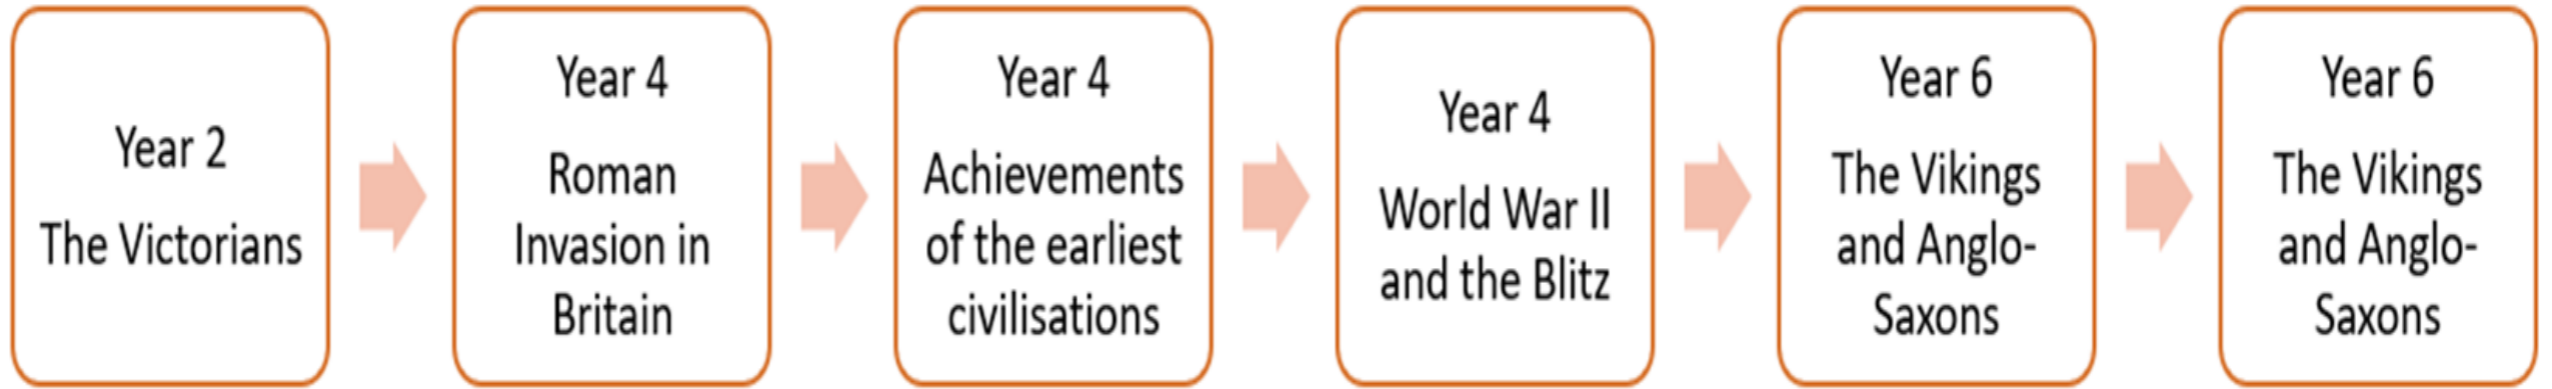 Year 2
The Victorians
Year 4
Roman
Invasion in
Britain
Year 4
Achievements
of the earliest
civilisations
Year 4
World War II
and the Blitz
Year 6
The Vikings
and Anglo-
Saxons
Year 6
The Vikings
and Anglo-
Saxons